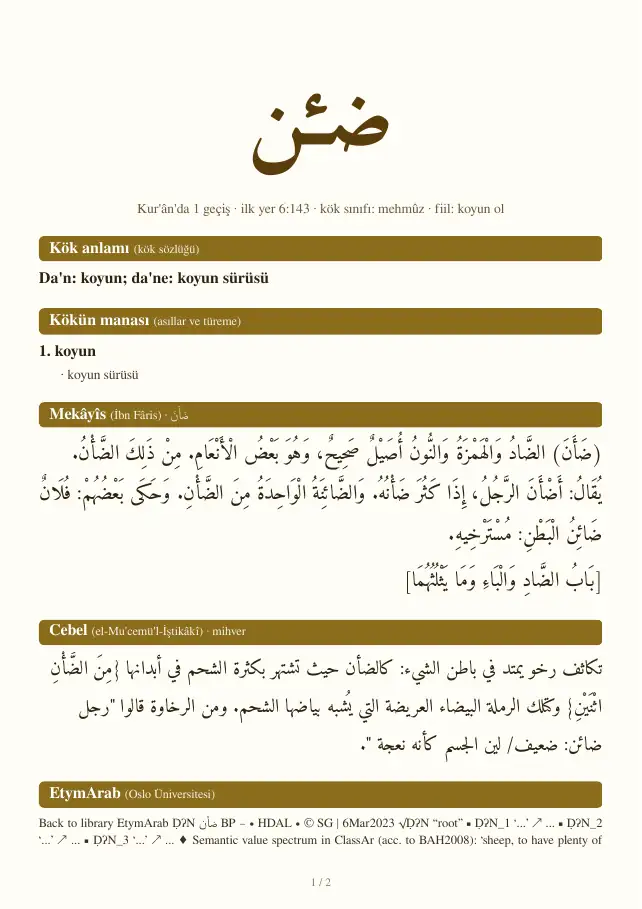 ضئن
Kur'ân'da 1 geçiş · ilk yer 6:143 · kök sınıfı: mehmûz · fiil: koyun ol
Kök anlamı (kök sözlüğü)
Da'n: koyun; da'ne: koyun sürüsü
Kökün manası (asıllar ve türeme)
1. koyun
· koyun sürüsü
Mekâyîs (İbn Fâris) · ضأن
(ضَأَنَ) الضَّادُ وَالْهَمْزَةُ وَالنُّونُ أُصَيْلٌ صَحِيحٌ، وَهُوَ بَعْضُ الْأَنْعَامِ. مِنْ ذَلِكَ الضَّأْنُ.
يُقَالُ: أَضْأَنَ الرَّجُلُ، إِذَا كَثُرَ ضَأْنُهُ. وَالضَّائِنَةُ الْوَاحِدَةُ مِنَ الضَّأْنِ. وَحَكَى بَعْضُهُمْ: فُلَانٌ
ضَائِنُ الْبَطْنِ: مُسْتَرْخِيهِ.
[بَابُ الضَّادِ وَالْبَاءِ وَمَا يَثْلُثُهُمَا]
Cebel (el-Mu'cemü'l-İştikâkî) · mihver
تكاثف رخو يمتد في باطن الشيء: كالضأن حيث تشتهر بكثرة الشحم في أبدانها {مِنَ الضَّأْنِ
اثْنَيْنِ} وكتلك الرملة البيضاء العريضة التي يُشبه بياضها الشحم. ومن الرخاوة قالوا "رجل
ضائن: ضعيف/ لين الجسم كأنه نعجة ".
EtymArab (Oslo Üniversitesi)
Back to library EtymArab ḌʔN ضأن BP – • HDAL • © SG | 6Mar2023 √ḌʔN “root” ▪ ḌʔN_1 ‘...’ ↗ ... ▪ ḌʔN_2
‘...’ ↗ ... ▪ ḌʔN_3 ‘...’ ↗ ... ♦ Semantic value spectrum in ClassAr (acc. to BAH2008): ‘sheep, to have plenty of
1 / 2